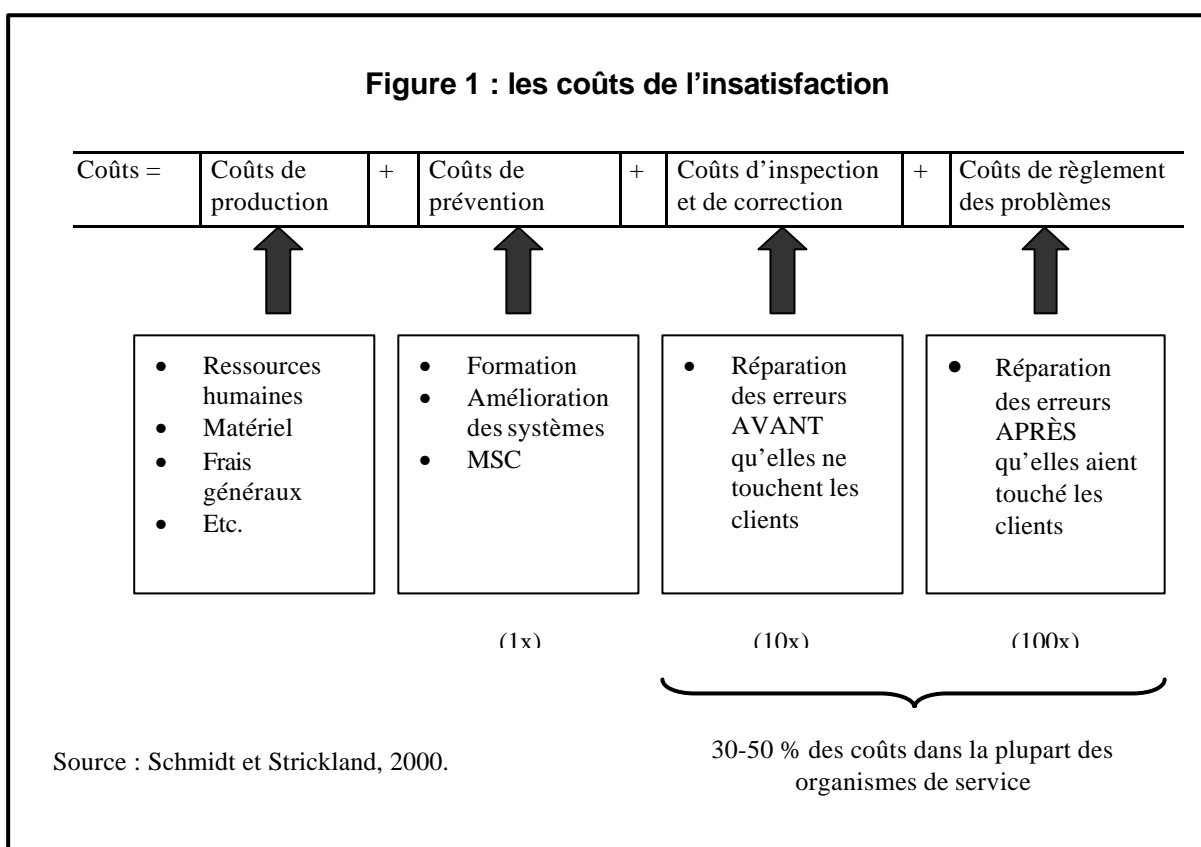 Figure 1 : les coûts de l’insatisfaction
Coûts =
Coûts de
production
+
Coûts de
prévention
+
Coûts d’inspection
et de correction
+
Coûts de règlement
des problèmes
• Ressources
humaines
• Matériel
• Frais
généraux
• Etc.
• Formation
• Amélioration
des systèmes
• MSC
• Réparation
des erreurs
AVANT
qu’elles ne
touchent les
clients
• Réparation
des erreurs
APRÈS
qu’elles aient
touché les
clients
(1x)
(10x)
(100x)
30-50 % des coûts dans la plupart des
organismes de service
Source : Schmidt et Strickland, 2000.